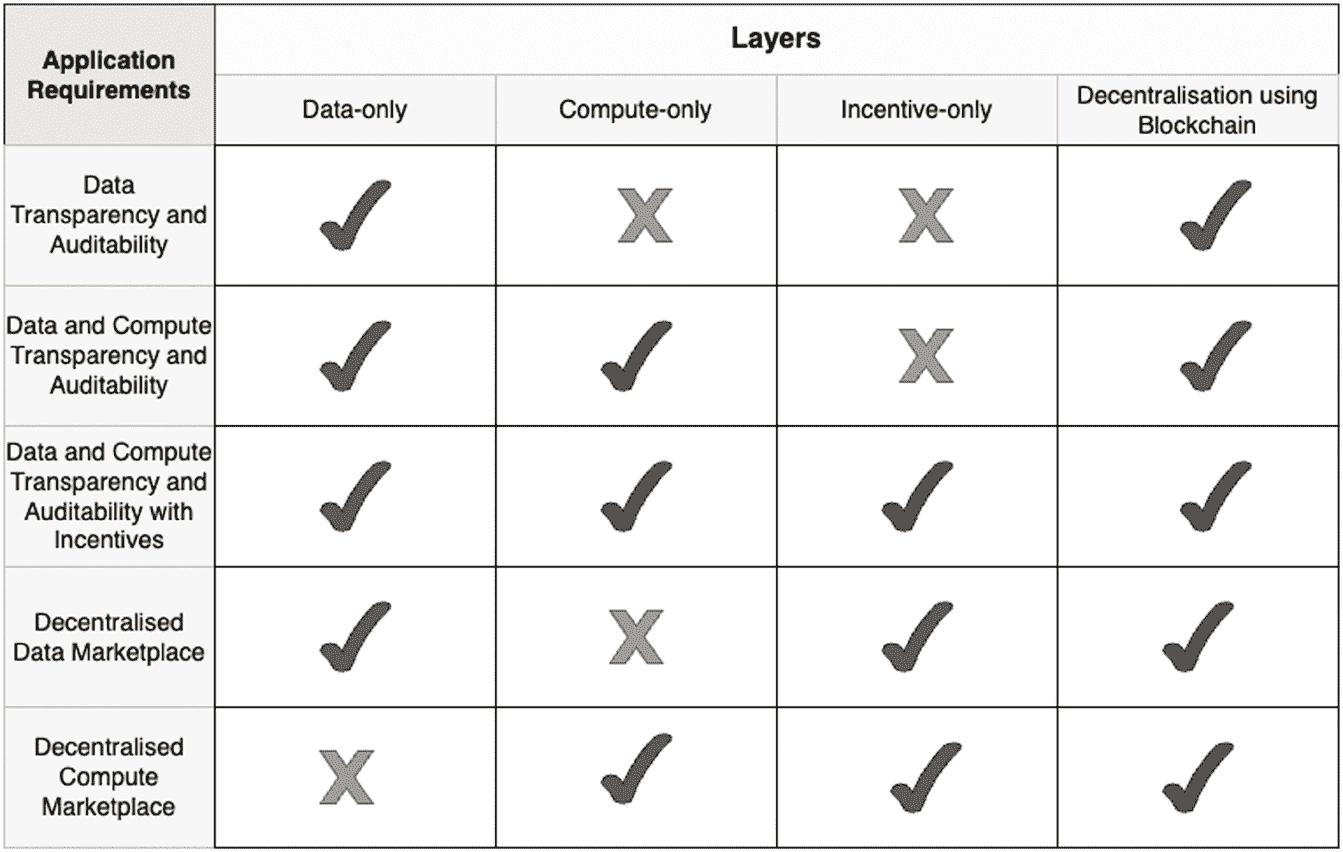 Application
Requirements
Layers
Data-only
Compute-only
Incentive-only
Decentralisation using
Blockchain
Data
Transparency and
Auditability
✓ X X ✓
Data and Compute
Transparency and
Auditability
✓ ✓ X ✓
Data and Compute
Transparency and
Auditability with
Incentives
✓ ✓ ✓ ✓
Decentralised
Data Marketplace
✓ X ✓ ✓
Decentralised
Compute
Marketplace
X ✓ ✓ ✓